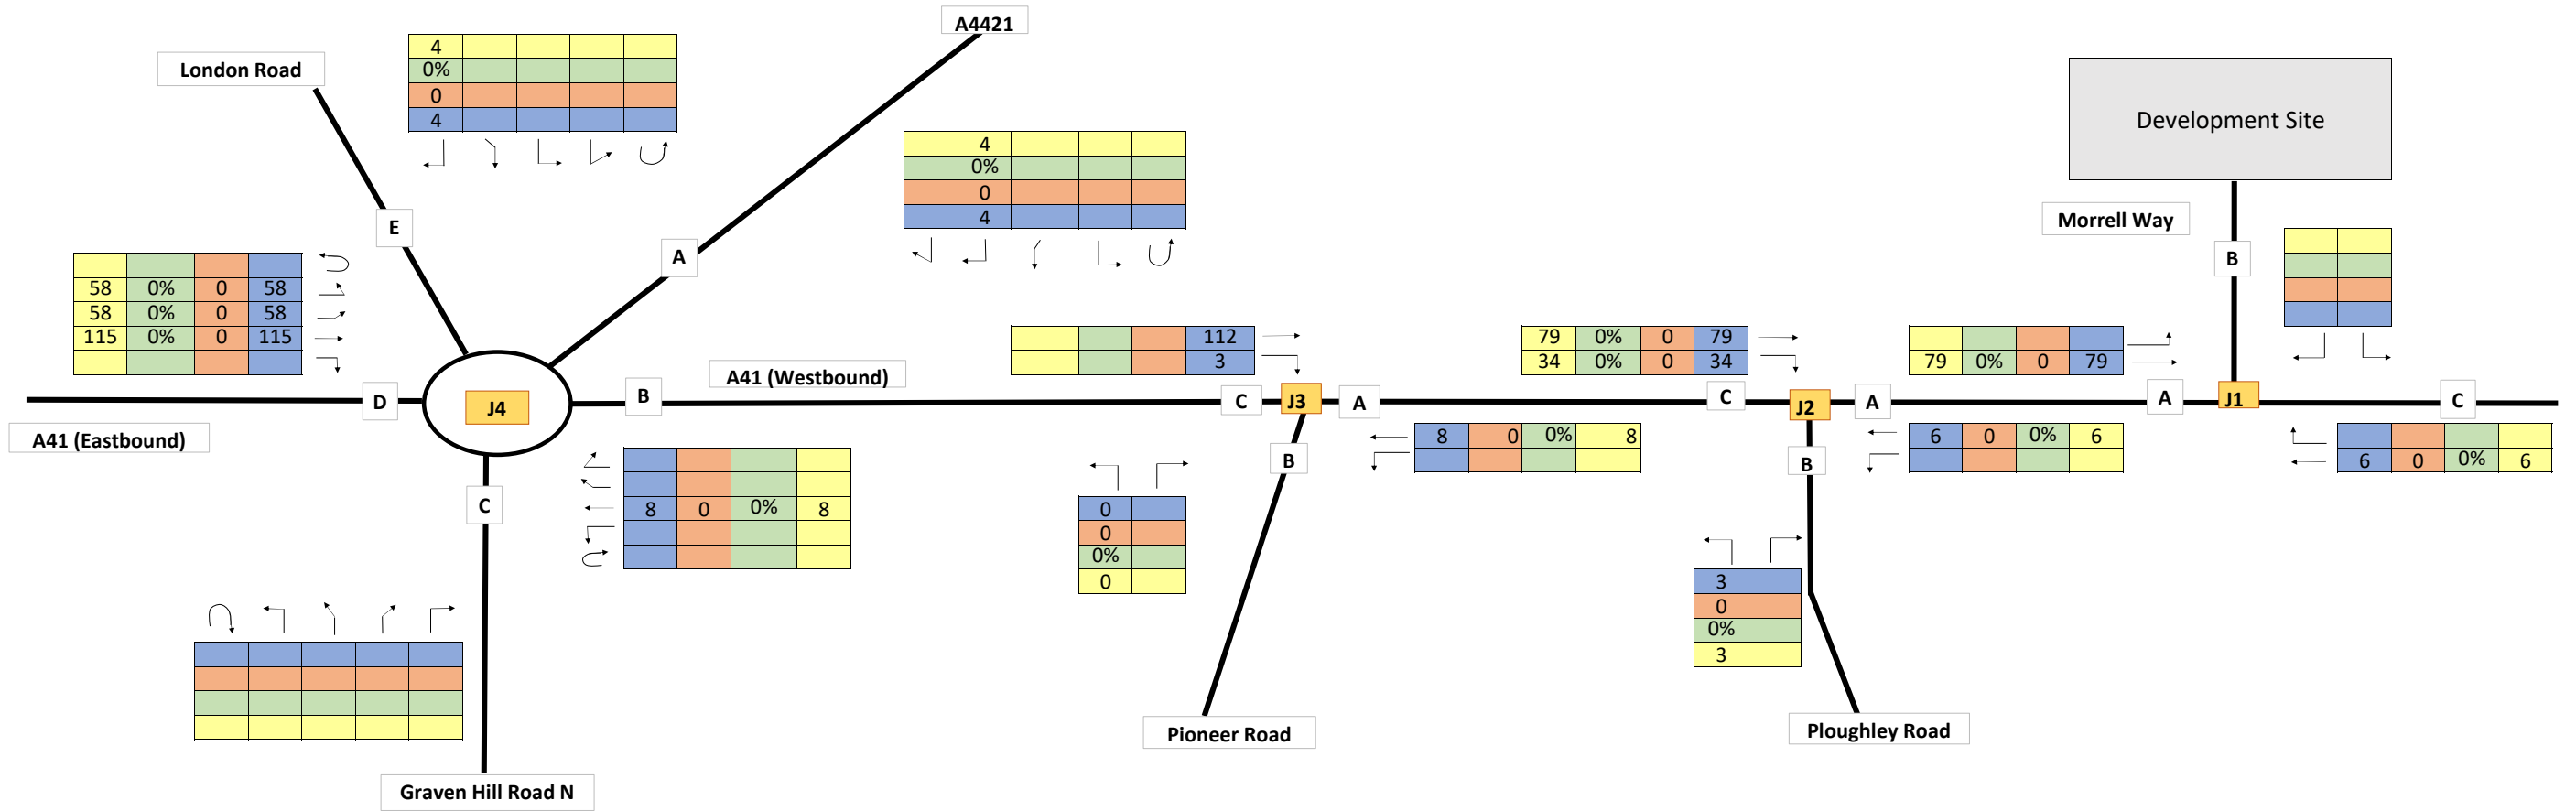 A4421
London Road
4
0%
0
4
Development Site
4
0%
0
4
Morrell Way
E
A
B
58 0% 0 58
58 0% 0 58
115 0% 0 115
112
3
79 0% 0 79
34 0% 0 34
79 0% 0 79
A41 (Westbound)
D
J4
B
C
J3
A
C
J2
A
A
J1
C
A41 (Eastbound)
8 0 0% 8
6 0 0% 6
6 0 0% 6
B
B
C
8 0 0% 8
0
0
0%
0
3
0
0%
3
Pioneer Road
Ploughley Road
Graven Hill Road N